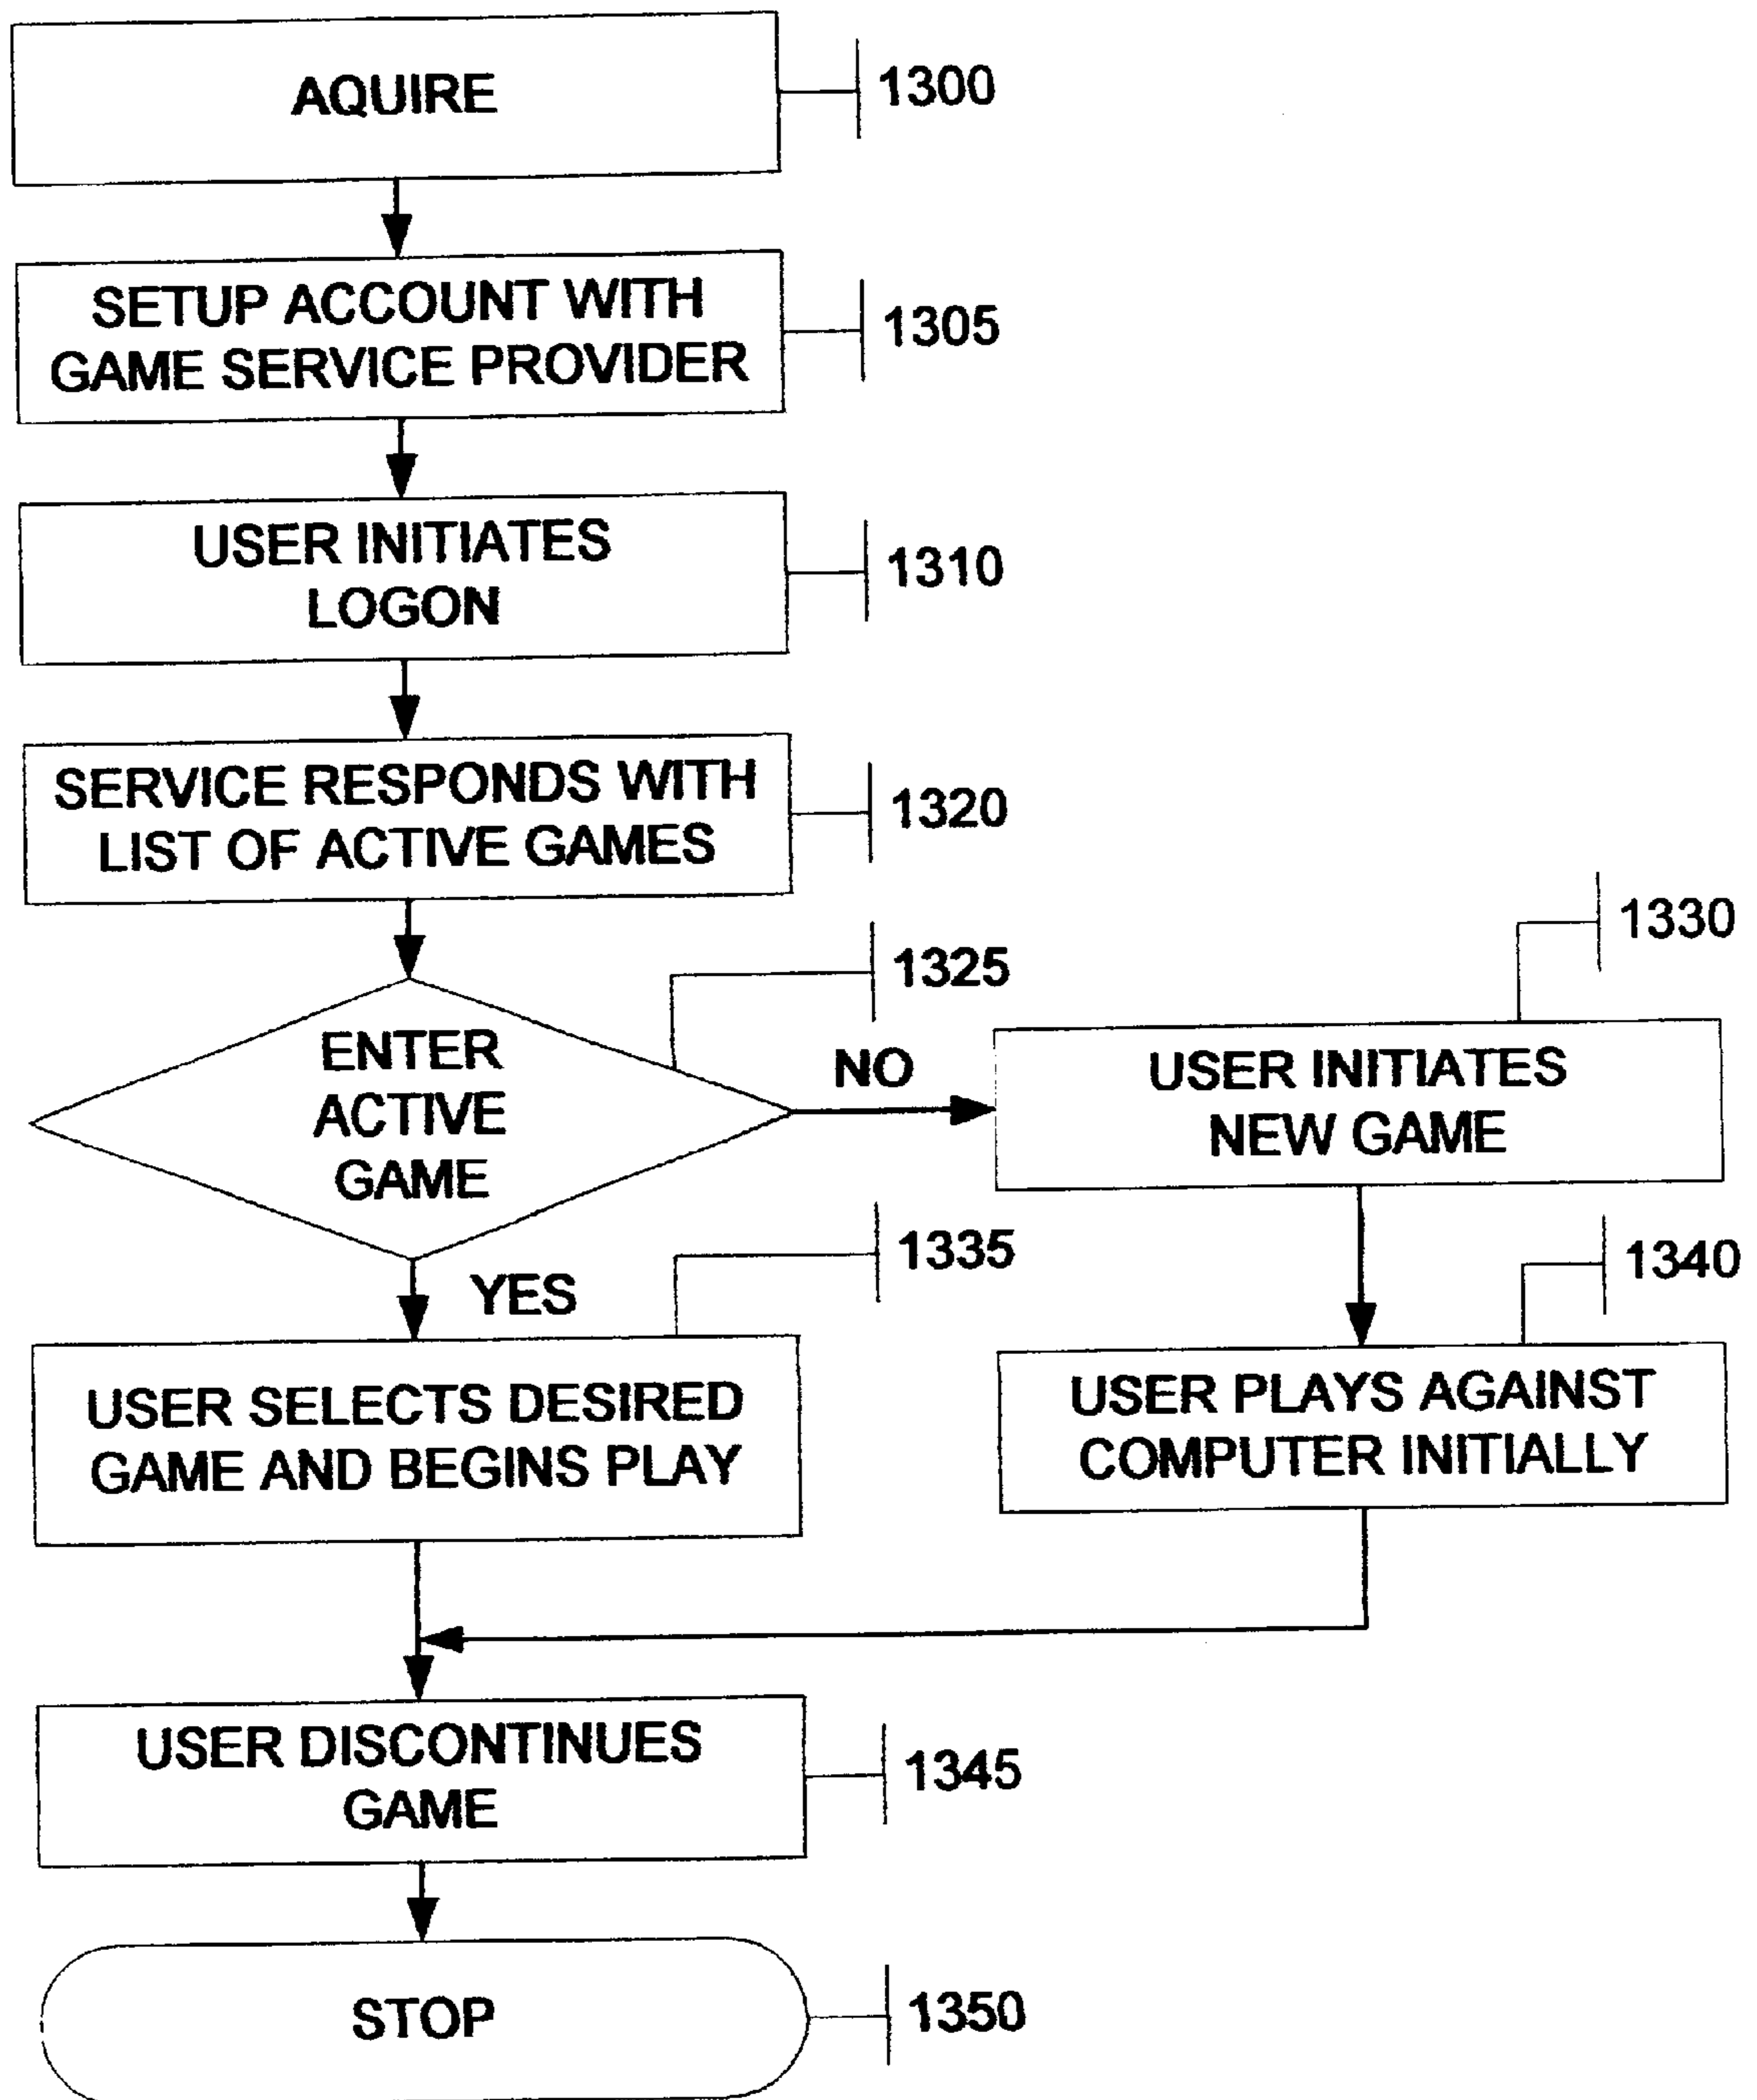 AQUIRE
1300
SETUP ACCOUNT WITH
GAME SERVICE PROVIDER
1305
USER INITIATES
LOGON
1310
SERVICE RESPONDS WITH
LIST OF ACTIVE GAMES
1320
ENTER
ACTIVE
GAME
1325
NO
1330
USER INITIATES
NEW GAME
YES
1335
USER SELECTS DESIRED
GAME AND BEGINS PLAY
1340
USER PLAYS AGAINST
COMPUTER INITIALLY
USER DISCONTINUES
GAME
1345
STOP
1350